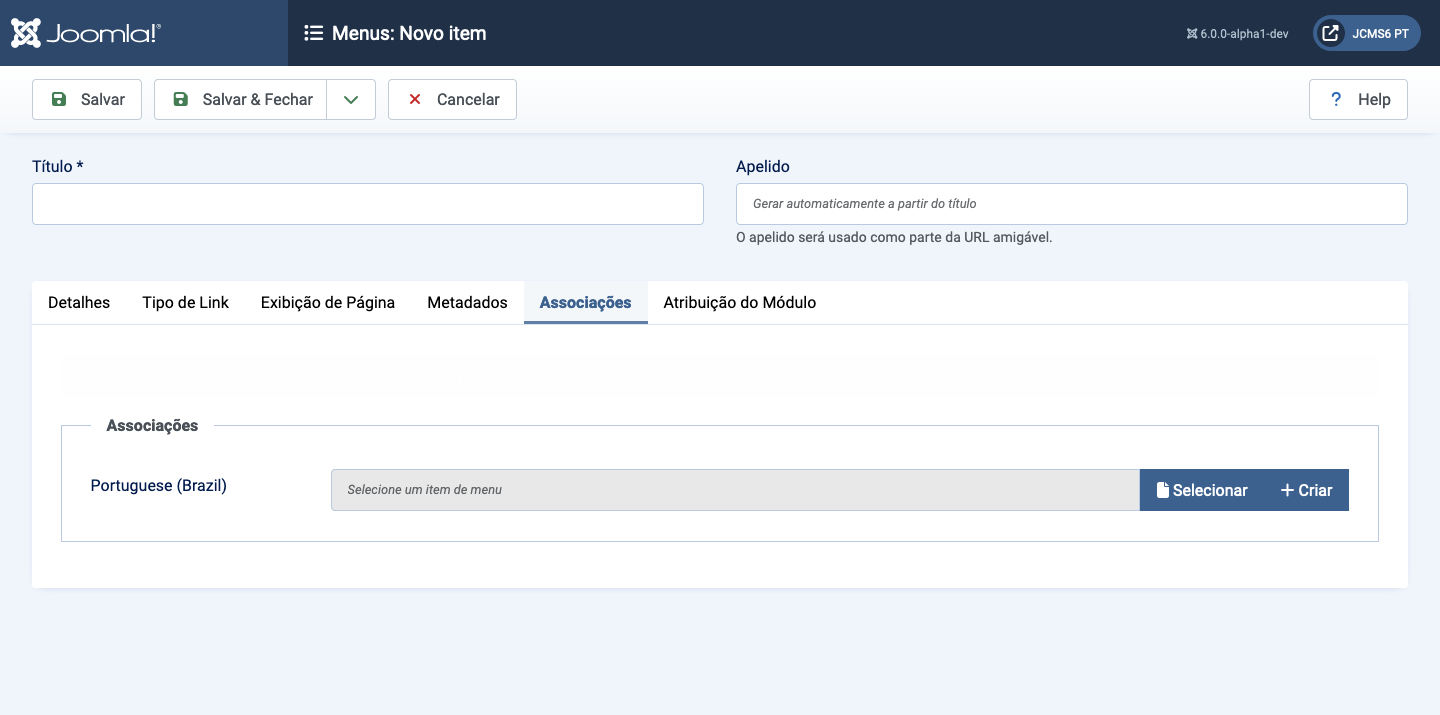 Joomla!®
Menus: Novo item
6.0.0-alpha1-dev
JCMS6 PT
Salvar
Salvar & Fechar
Cancelar
? Help
Título *
Apelido
Gerar automaticamente a partir do título
O apelido será usado como parte da URL amigável.
Detalhes Tipo de Link Exibição de Página Metadados Associações Atribuição do Módulo
Associações
Portuguese (Brazil)
Selecione um item de menu
Selecionar
Criar